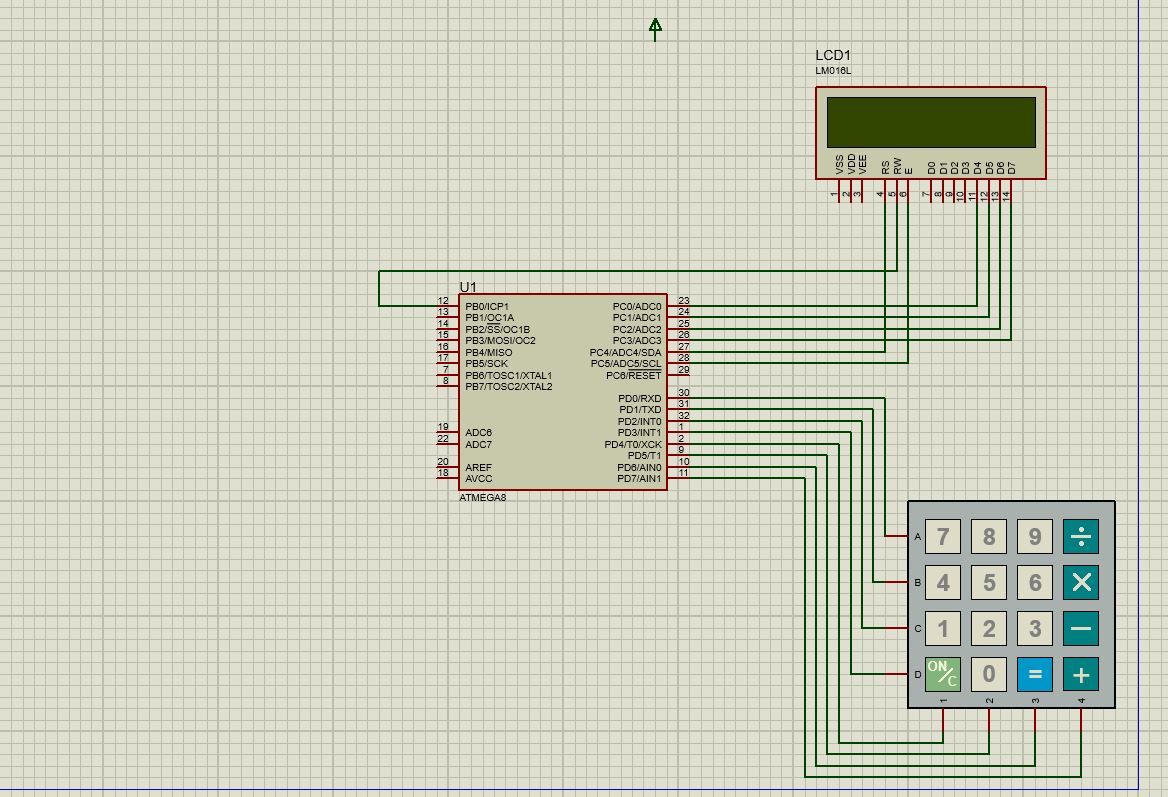 LCD1
LM016L
VSS VDD VEE RS RW E D0 D1 D2 D3 D4 D5 D6 D7
1 2 3 4 5 6 7 8 9 10 11 12 13 14
U1
12 PB0/ICP1 PC0/ADC0 23
13 PB1/OC1A PC1/ADC1 24
14 PB2/SS/OC1B PC2/ADC2 25
15 PB3/MOSI/OC2 PC3/ADC3 26
16 PB4/MISO PC4/ADC4/SDA 27
17 PB5/SCK PC5/ADC5/SCL 28
7 PB6/TOSC1/XTAL1 PC6/RESET 29
8 PB7/TOSC2/XTAL2
PD0/RXD 30
PD1/TXD 31
PD2/INT0 32
19 ADC6 PD3/INT1 1
22 ADC7 PD4/T0/XCK 2
PD5/T1 9
20 AREF PD6/AIN0 10
18 AVCC PD7/AIN1 11
ATMEGA8
A 7 8 9 ÷
B 4 5 6 ×
C 1 2 3 −
D ON/C 0 = +
1 2 3 4